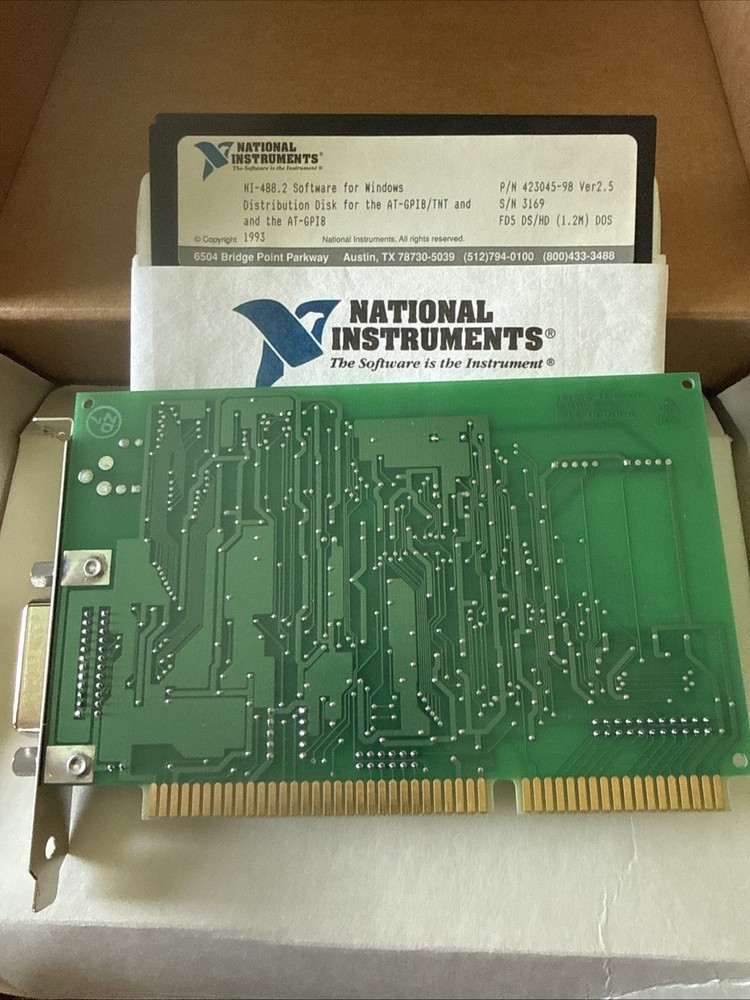 NATIONAL
INSTRUMENTS®
The Software is the Instrument ®
NI-488.2 Software for Windows P/N 423045-98 Ver2.5
Distribution Disk for the AT-GPIB/TNT and S/N 3169
and the AT-GPIB FD5 DS/HD (1.2M) DOS
© Copyright 1993 National Instruments. All rights reserved.
6504 Bridge Point Parkway Austin, TX 78730-5039 (512)794-0100 (800)433-3488
NATIONAL
INSTRUMENTS®
The Software is the Instrument ®